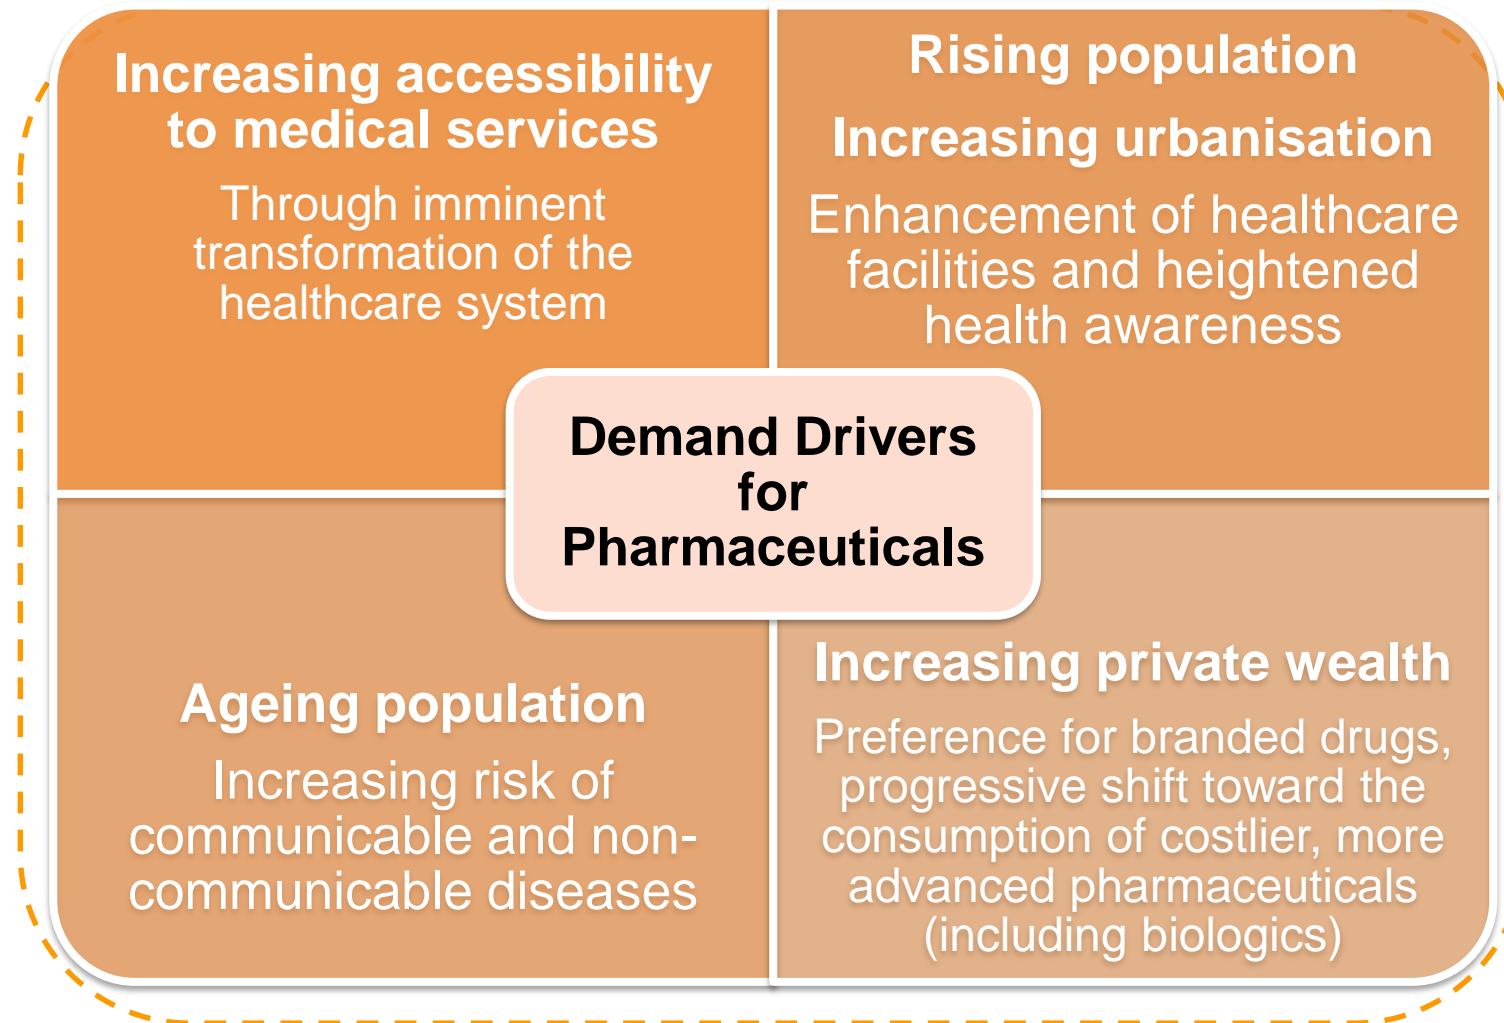 Increasing accessibility
to medical services
Through imminent
transformation of the
healthcare system
Rising population
Increasing urbanisation
Enhancement of healthcare
facilities and heightened
health awareness
Demand Drivers
for
Pharmaceuticals
Ageing population
Increasing risk of
communicable and non-
communicable diseases
Increasing private wealth
Preference for branded drugs,
progressive shift toward the
consumption of costlier, more
advanced pharmaceuticals
(including biologics)